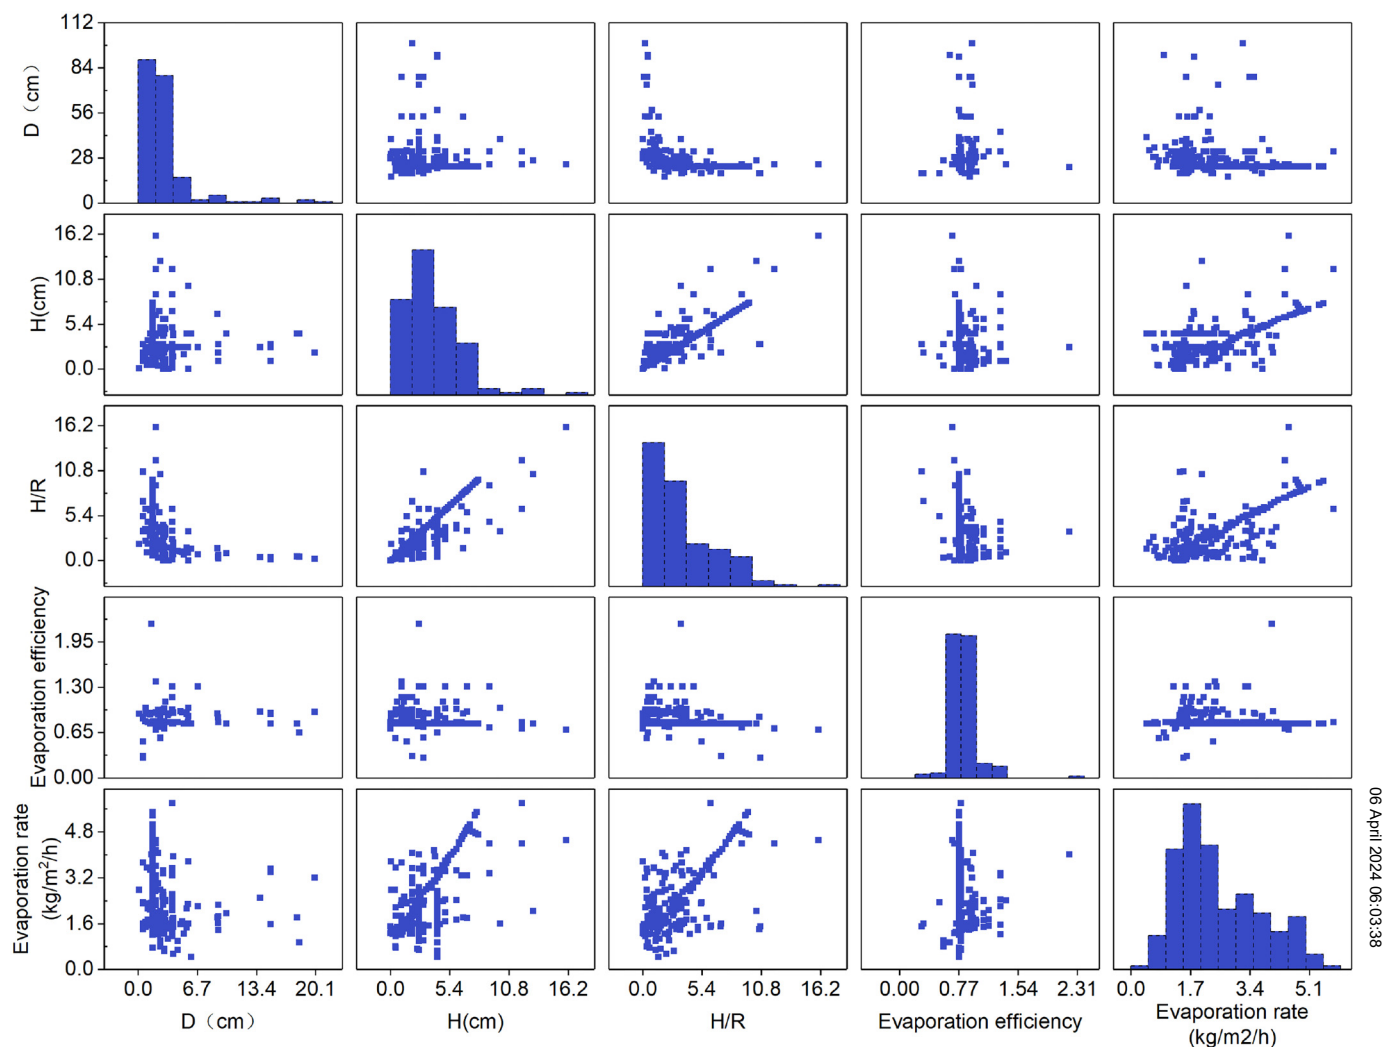 112
84
56
28
0
D（cm）
16.2
10.8
5.4
0.0
H(cm)
16.2
10.8
5.4
0.0
H/R
1.95
1.30
0.65
0.00
Evaporation efficiency
4.8
3.2
1.6
0.0
Evaporation rate
(kg/m²/h)
0.0 6.7 13.4 20.1
D（cm）
0.0 5.4 10.8 16.2
H(cm)
0.0 5.4 10.8 16.2
H/R
0.00 0.77 1.54 2.31
Evaporation efficiency
0.0 1.7 3.4 5.1
Evaporation rate
(kg/m2/h)
06 April 2024 06:03:38